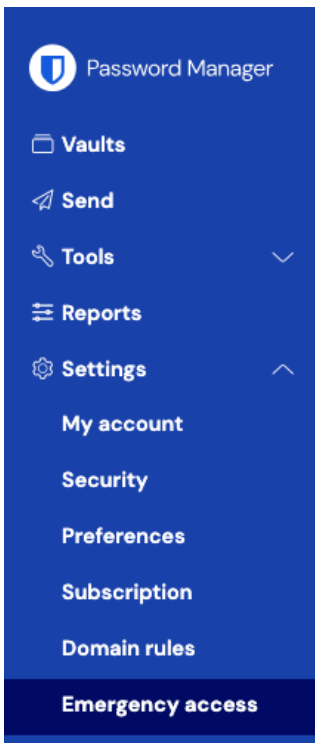 Password Manager
Vaults
Send
Tools
Reports
Settings
My account
Security
Preferences
Subscription
Domain rules
Emergency access